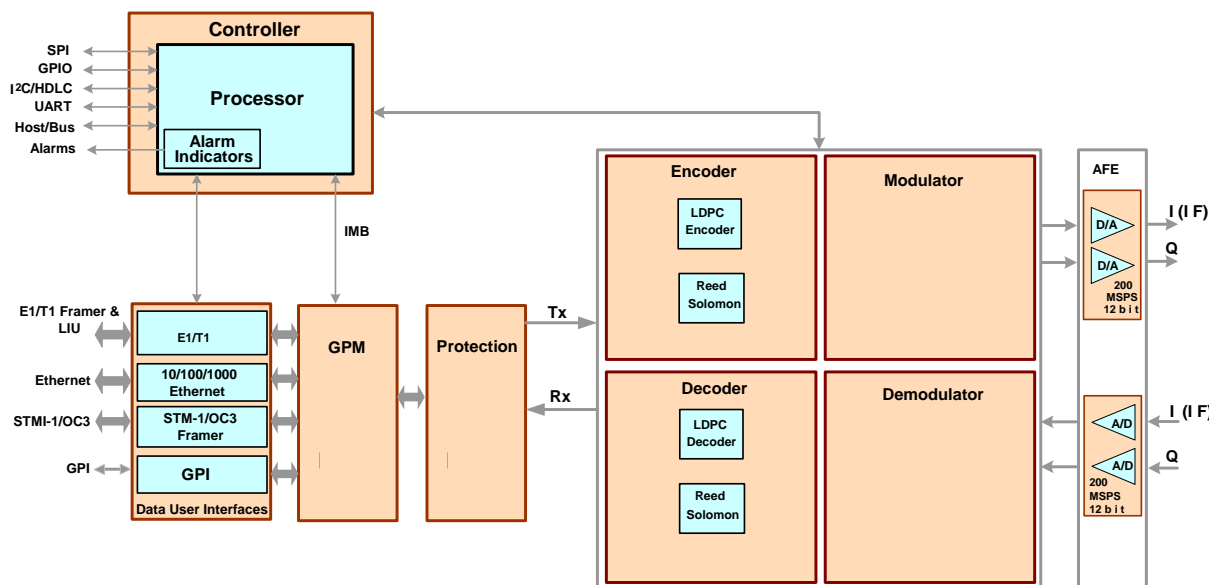 Controller
SPI
GPIO
I²C/HDLC
UART
Host/Bus
Alarms
Processor
Alarm
Indicators
IMB
E1/T1 Framer &
LIU
Ethernet
STMI-1/OC3
GPI
E1/T1
10/100/1000
Ethernet
STM-1/OC3
Framer
GPI
Data User Interfaces
GPM
Protection
Tx
Rx
Encoder
LDPC
Encoder
Reed
Solomon
Modulator
Decoder
LDPC
Decoder
Reed
Solomon
Demodulator
AFE
D/A
D/A
200
MSPS
12 bit
I (I F)
Q
A/D
A/D
200
MSPS
12 bit
I (I F)
Q